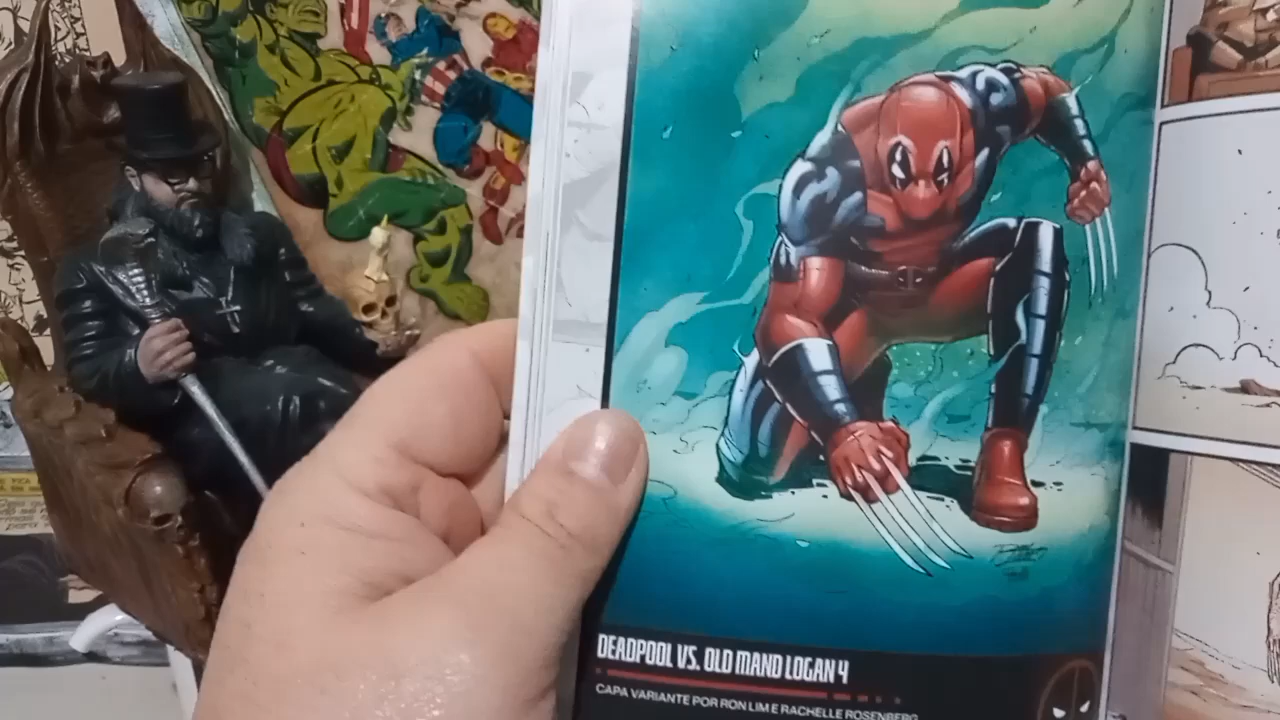 DEADPOOL VS. OLD MAND LOGAN 4
CAPA VARIANTE POR RON LIM E RACHELLE ROSENBERG